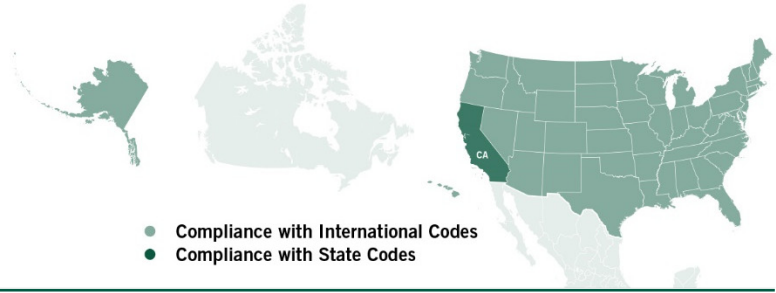 CA
Compliance with International Codes
Compliance with State Codes